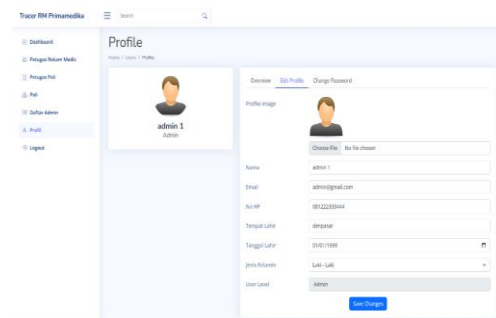 Tracer RM Primamedika
Search
Dashboard
Petugas Rekam Medis
Petugas Poli
Poli
Daftar Admin
Profil
Logout
Profile
Home / Users / Profile
admin 1
Admin
Overview Edit Profile Change Password
Profile Image
Choose File No file chosen
Nama admin 1
Email admin@gmail.com
No HP 081222333444
Tempat Lahir denpasar
Tanggal Lahir 01/01/1999
Jenis Kelamin Laki - Laki
User Level Admin
Save Changes